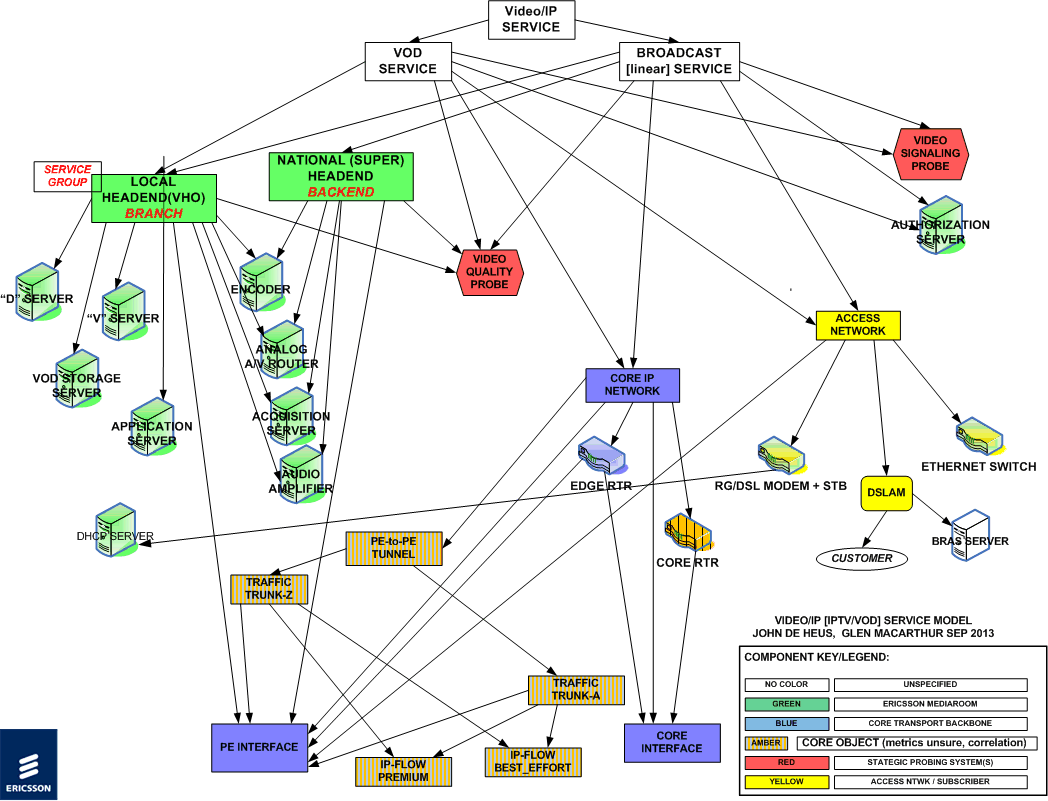 Video/IP
SERVICE
VOD
SERVICE
BROADCAST
[linear] SERVICE
VIDEO
SIGNALING
PROBE
SERVICE
GROUP
LOCAL
HEADEND(VHO)
BRANCH
NATIONAL (SUPER)
HEADEND
BACKEND
AUTHORIZATION
SERVER
VIDEO
QUALITY
PROBE
"D" SERVER
"V" SERVER
ENCODER
ANALOG
A/V ROUTER
ACCESS
NETWORK
VOD STORAGE
SERVER
CORE IP
NETWORK
APPLICATION
SERVER
ACQUISITION
SERVER
AUDIO
AMPLIFIER
EDGE RTR
RG/DSL MODEM + STB
ETHERNET SWITCH
DSLAM
DHCP SERVER
PE-to-PE
TUNNEL
CORE RTR
CUSTOMER
BRAS SERVER
TRAFFIC
TRUNK-Z
TRAFFIC
TRUNK-A
PE INTERFACE
CORE
INTERFACE
IP-FLOW
PREMIUM
IP-FLOW
BEST_EFFORT
VIDEO/IP [IPTV/VOD] SERVICE MODEL
JOHN DE HEUS, GLEN MACARTHUR SEP 2013
COMPONENT KEY/LEGEND:
NO COLOR UNSPECIFIED
GREEN ERICSSON MEDIAROOM
BLUE CORE TRANSPORT BACKBONE
AMBER CORE OBJECT (metrics unsure, correlation)
RED STATEGIC PROBING SYSTEM(S)
YELLOW ACCESS NTWK / SUBSCRIBER
ERICSSON